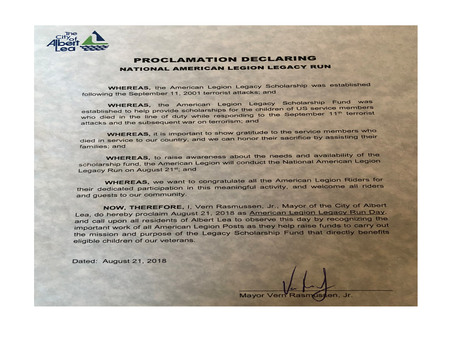 The
City of
Albert
Lea
PROCLAMATION DECLARING
NATIONAL AMERICAN LEGION LEGACY RUN
WHEREAS, the American Legion Legacy Scholarship was established
following the September 11, 2001 terrorist attacks; and
WHEREAS, the American Legion Legacy Scholarship Fund was
established to help provide scholarships for the children of US service members
who died in the line of duty while responding to the September 11th terrorist
attacks and the subsequent war on terrorism; and
WHEREAS, it is important to show gratitude to the service members who
died in service to our country, and we can honor their sacrifice by assisting their
families; and
WHEREAS, to raise awareness about the needs and availability of the
scholarship fund, the American Legion will conduct the National American Legion
Legacy Run on August 21st; and
WHEREAS, we want to congratulate all the American Legion Riders for
their dedicated participation in this meaningful activity, and welcome all riders
and guests to our community.
NOW, THEREFORE, I, Vern Rasmussen, Jr., Mayor of the City of Albert
Lea, do hereby proclaim August 21, 2018 as American Legion Legacy Run Day
and call upon all residents of Albert Lea to observe this day by recognizing the
important work of all American Legion Posts as they help raise funds to carry out
the mission and purpose of the Legacy Scholarship Fund that directly benefits
eligible children of our veterans.
Dated: August 21, 2018
Mayor Vern Rasmussen, Jr.